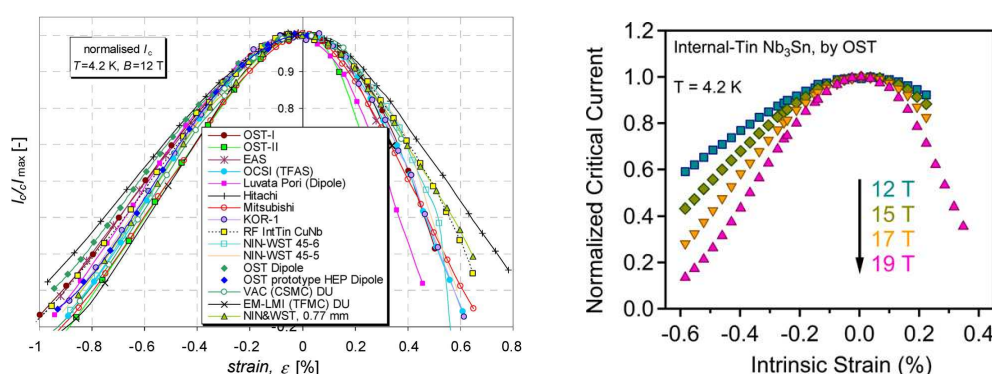 normalised Ic
T=4.2 K, B=12 T
Ic/Imax [-]
0.9
0.8
OST-I
OST-II
EAS
OCSI (TFAS)
Luvata Pori (Dipole)
Hitachi
Mitsubishi
KOR-1
RF IntTin CuNb
NIN-WST 45-6
NIN-WST 45-5
OST Dipole
OST prototype HEP Dipole
VAC (CSMC) DU
EM-LMI (TFMC) DU
NIN&WST, 0.77 mm
-1 -0.8 -0.6 -0.4 -0.2 0 0.2 0.4 0.6 0.8
strain, ε [%]
Internal-Tin Nb3Sn, by OST
T = 4.2 K
Normalized Critical Current
1.2
1.0
0.8
0.6
0.4
0.2
0.0
12 T
15 T
17 T
19 T
-0.6 -0.4 -0.2 0.0 0.2 0.4
Intrinsic Strain (%)